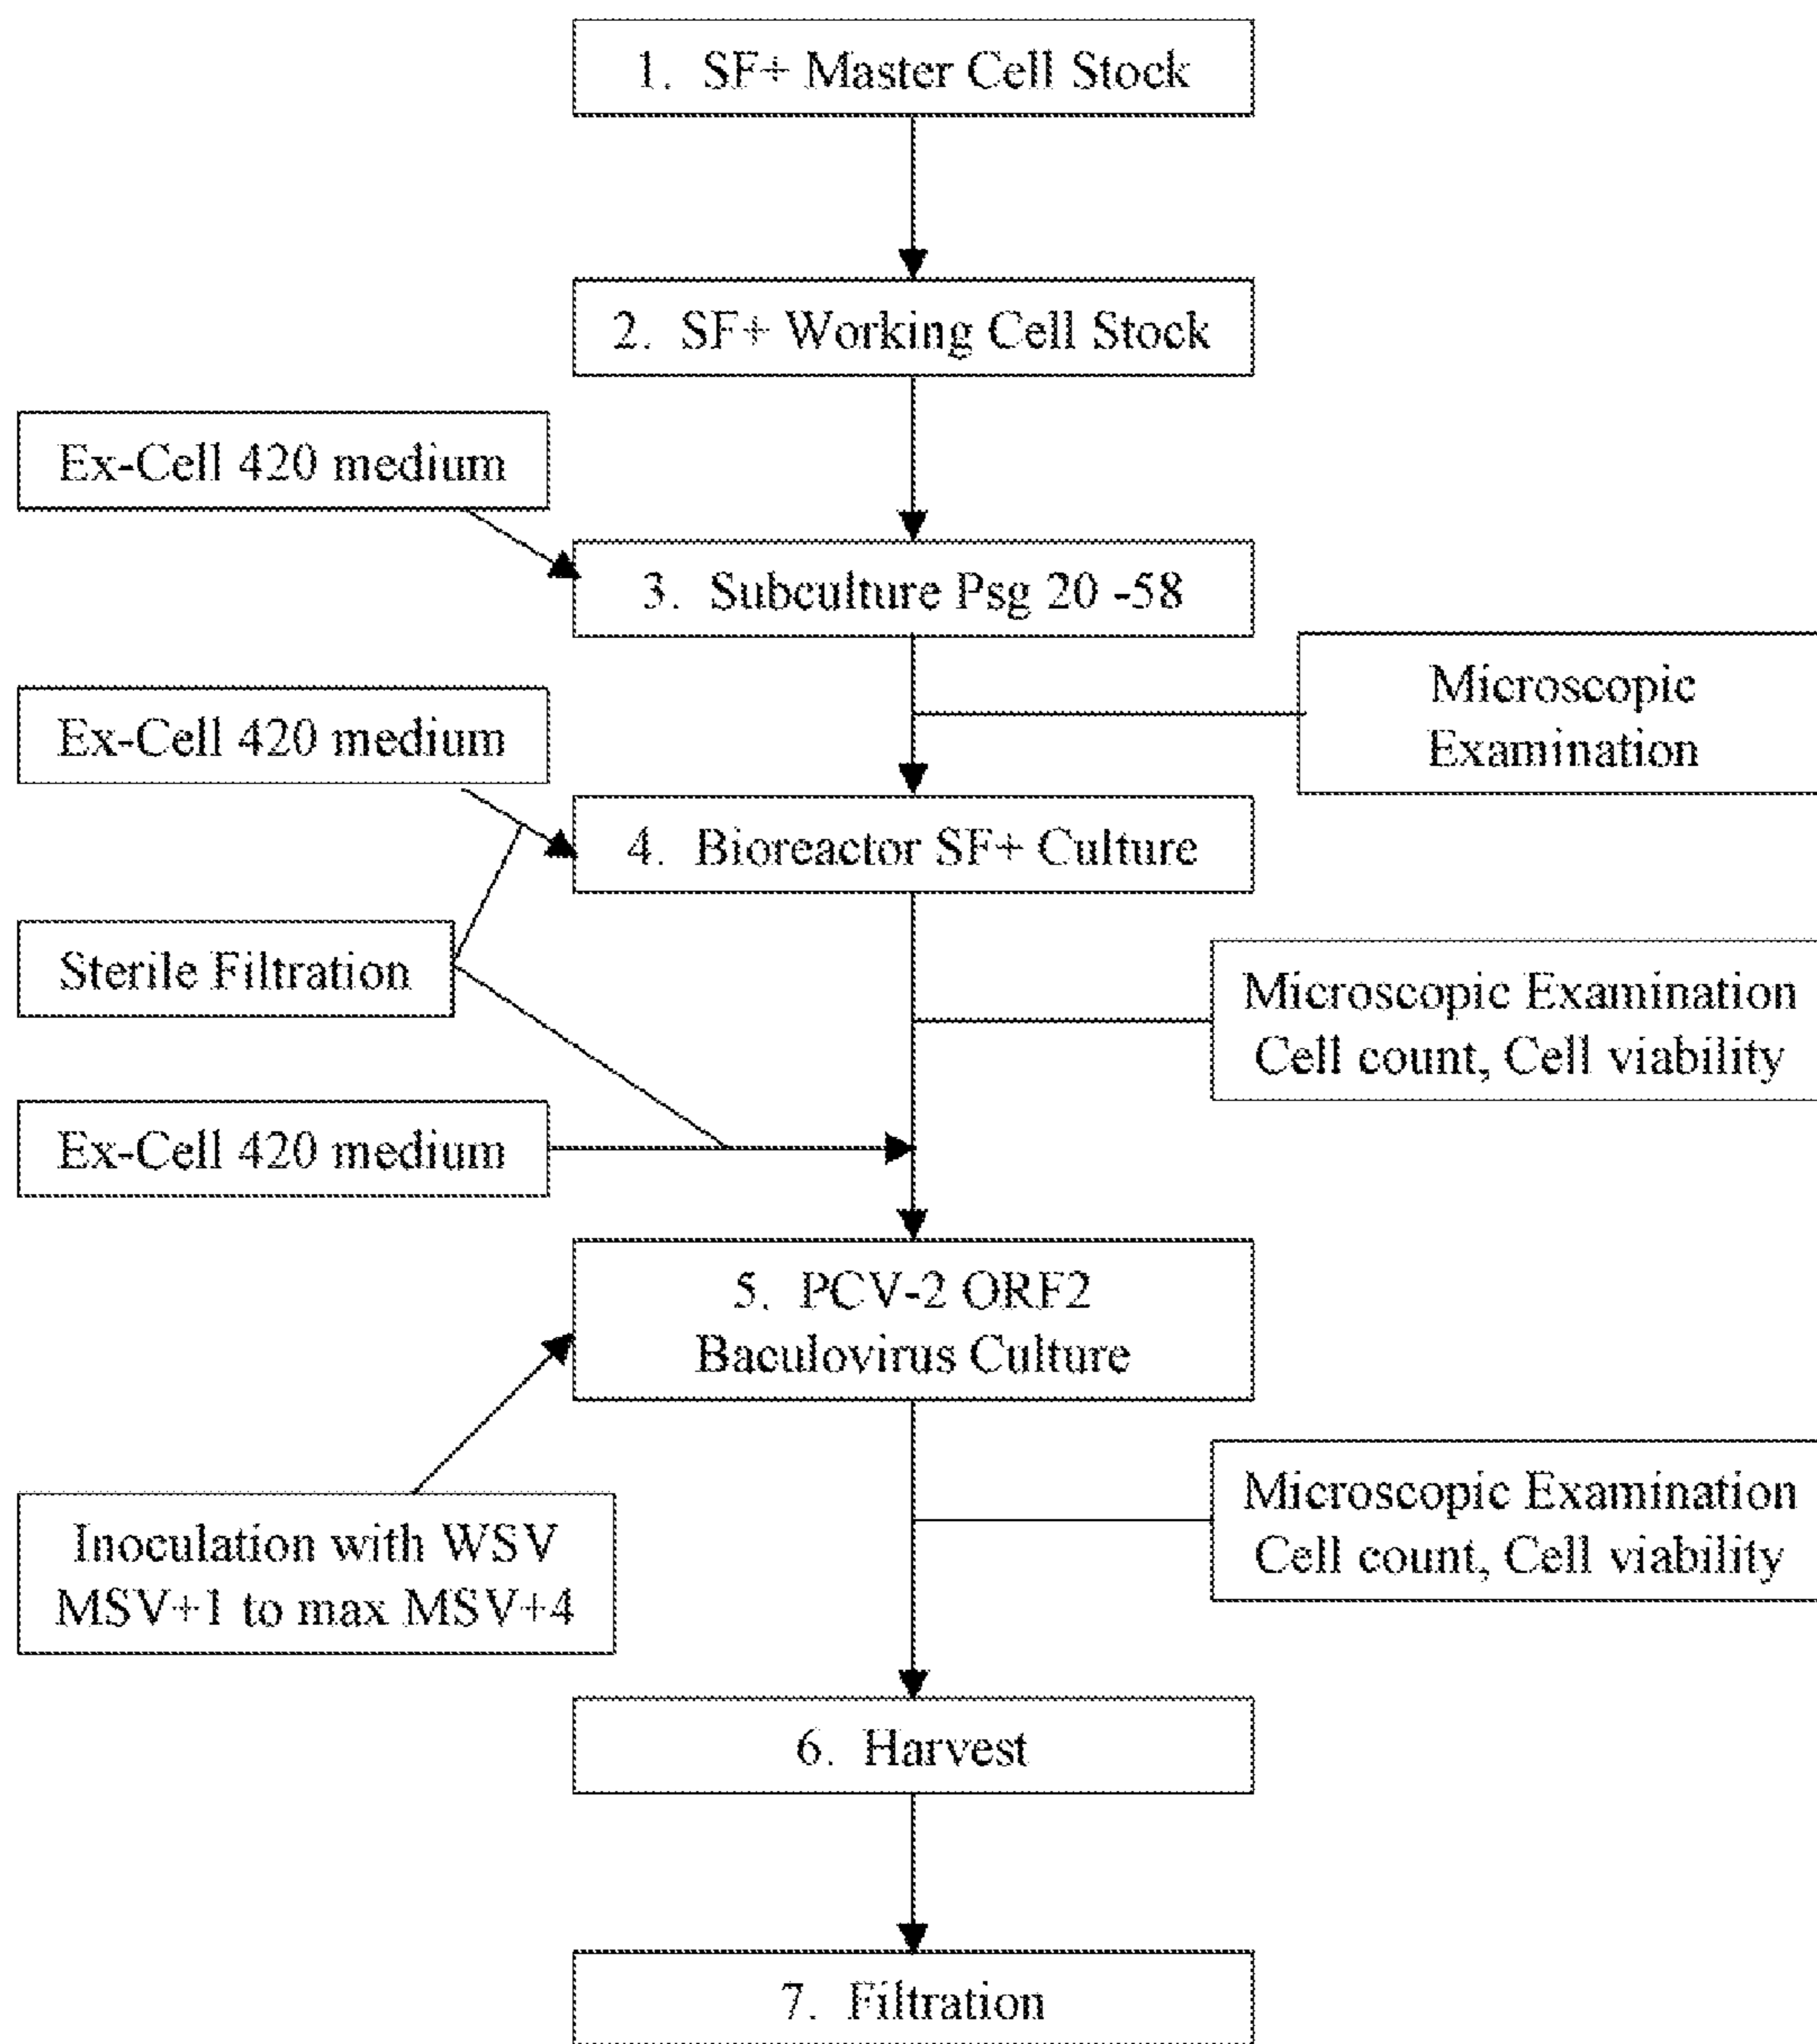 1. SF+ Master Cell Stock
2. SF+ Working Cell Stock
Ex-Cell 420 medium
3. Subculture Psg 20 -58
Microscopic
Examination
Ex-Cell 420 medium
4. Bioreactor SF+ Culture
Sterile Filtration
Microscopic Examination
Cell count, Cell viability
Ex-Cell 420 medium
5. PCV-2 ORF2
Baculovirus Culture
Inoculation with WSV
MSV+1 to max MSV+4
Microscopic Examination
Cell count, Cell viability
6. Harvest
7. Filtration